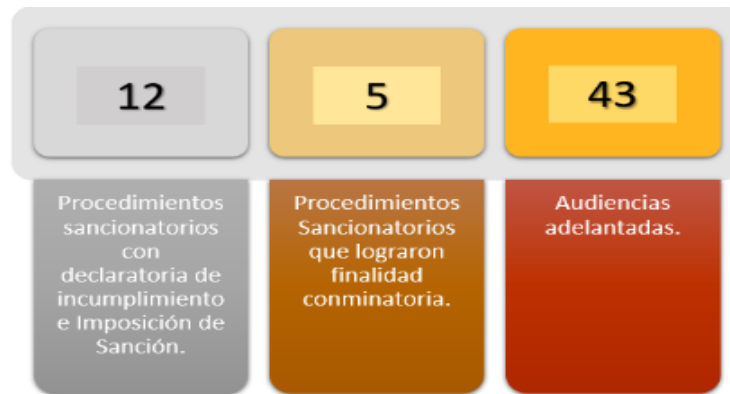 12
5
43
Procedimientos
sancionatorios
con
declaratoria de
incumplimiento
e Imposición de
Sanción.
Procedimientos
Sancionatorios
que lograron
finalidad
conminatoria.
Audiencias
adelantadas.